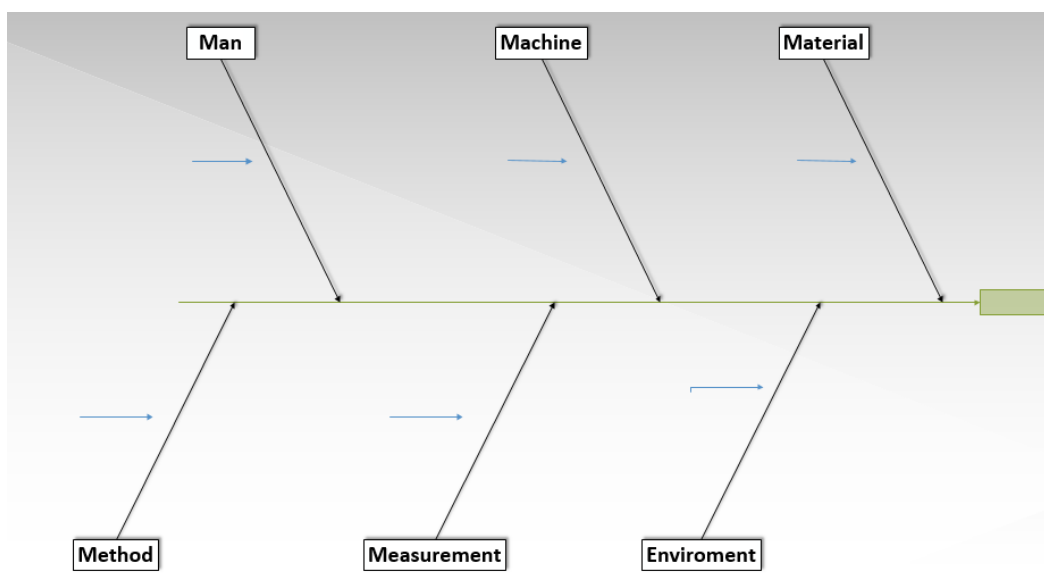 Man
Machine
Material
Method
Measurement
Enviroment